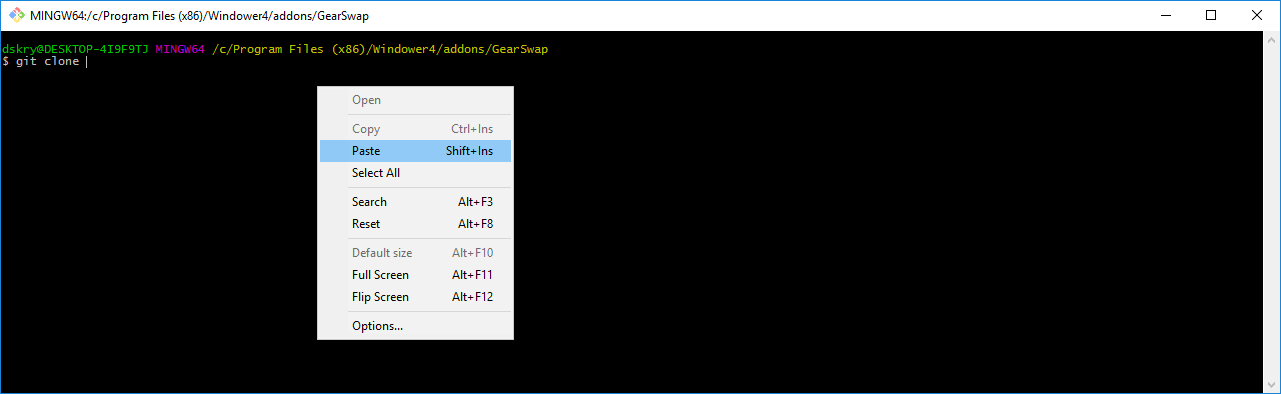 MINGW64:/c/Program Files (x86)/Windower4/addons/GearSwap
dskry@DESKTOP-4I9F9TJ MINGW64 /c/Program Files (x86)/Windower4/addons/GearSwap
$ git clone
Open
Copy Ctrl+Ins
Paste Shift+Ins
Select All
Search Alt+F3
Reset Alt+F8
Default size Alt+F10
Full Screen Alt+F11
Flip Screen Alt+F12
Options...